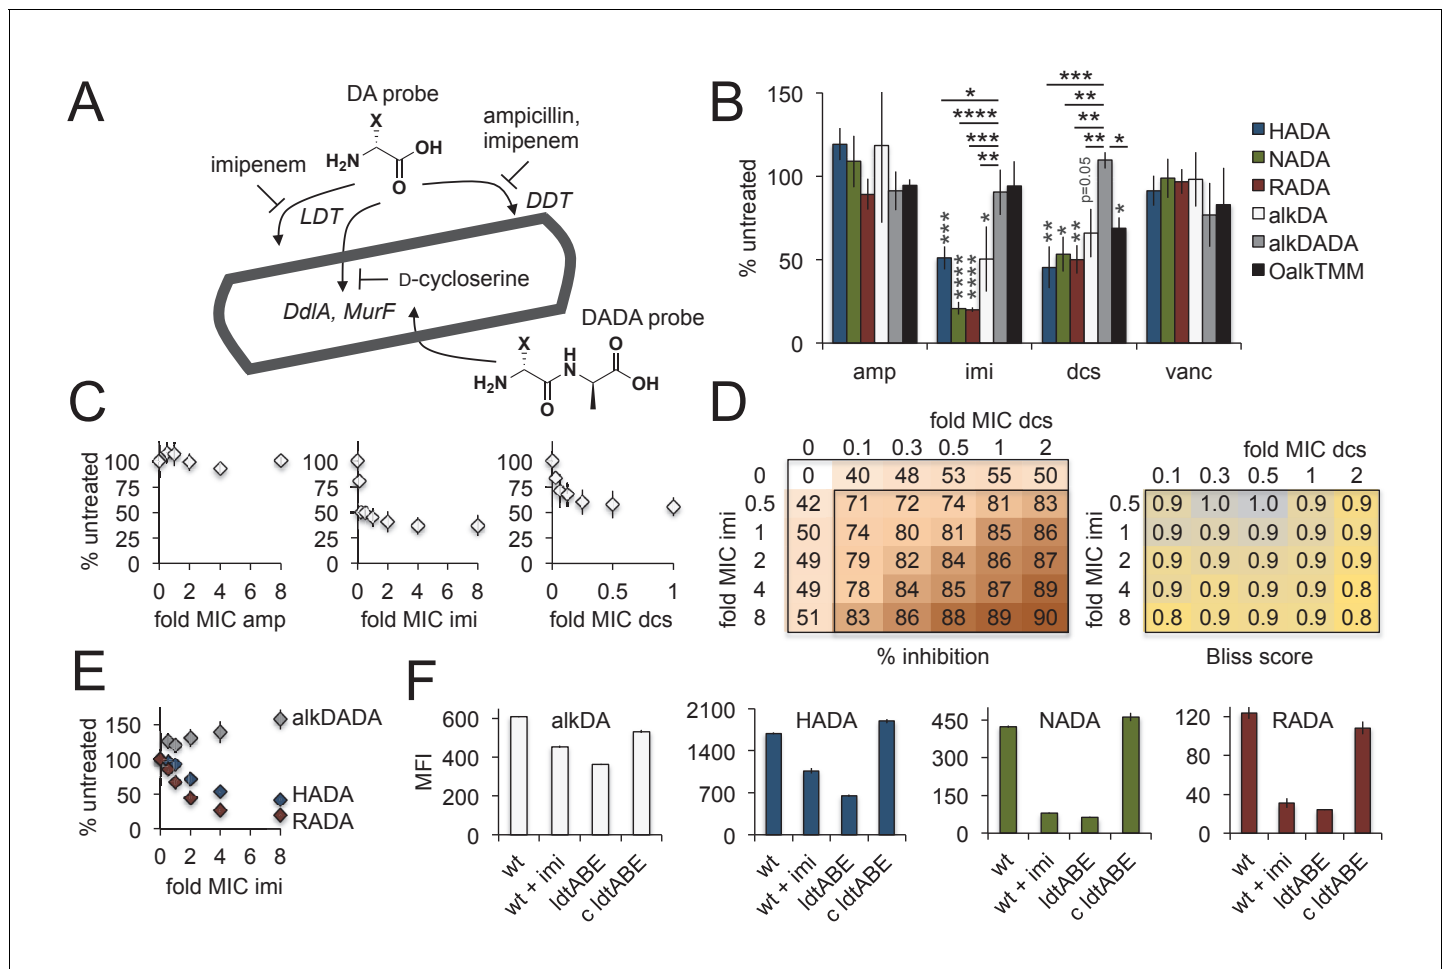 A
DA probe
X
H2N
OH
O
imipenem
ampicillin,
imipenem
LDT
DDT
D-cycloserine
DdlA, MurF
DADA probe
X
H
N
O
H2N
OH
O
B
% untreated
150
100
50
0
*
****
***
**
***
**
**
** *
***
****
****
*
**
*
**
p=0.05
*
amp imi dcs vanc
HADA
NADA
RADA
alkDA
alkDADA
OalkTMM
C
% untreated
100
75
50
25
0
0 2 4 6 8
fold MIC amp
100
75
50
25
0
0 2 4 6 8
fold MIC imi
100
75
50
25
0
0 0.5 1
fold MIC dcs
D
fold MIC dcs
0 0.1 0.3 0.5 1 2
fold MIC imi
0 0 40 48 53 55 50
0.5 42 71 72 74 81 83
1 50 74 80 81 85 86
2 49 79 82 84 86 87
4 49 78 84 85 87 89
8 51 83 86 88 89 90
% inhibition
fold MIC dcs
0.1 0.3 0.5 1 2
fold MIC imi
0.5 0.9 1.0 1.0 0.9 0.9
1 0.9 0.9 0.9 0.9 0.9
2 0.9 0.9 0.9 0.9 0.9
4 0.9 0.9 0.9 0.9 0.8
8 0.8 0.9 0.9 0.9 0.8
Bliss score
E
% untreated
150
100
50
0
alkDADA
HADA
RADA
0 2 4 6 8
fold MIC imi
F
MFI
600
400
200
0
alkDA
wt
wt + imi
ldtABE
c ldtABE
2100
1400
700
0
HADA
wt
wt + imi
ldtABE
c ldtABE
450
300
150
0
NADA
wt
wt + imi
ldtABE
c ldtABE
120
80
40
0
RADA
wt
wt + imi
ldtABE
c ldtABE